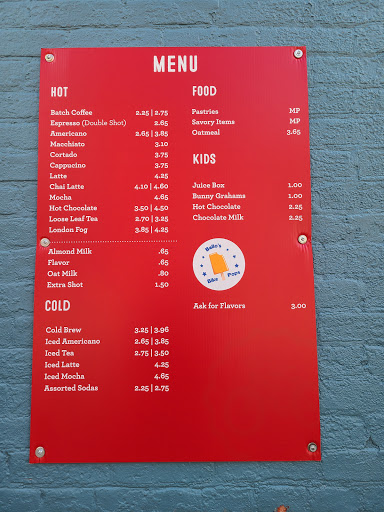 MENU
HOT
Batch Coffee 2.25 | 2.75
Espresso (Double Shot) 2.65
Americano 2.65 | 3.85
Macchiato 3.10
Cortado 3.75
Cappucino 3.75
Latte 4.25
Chai Latte 4.10 | 4.60
Mocha 4.65
Hot Chocolate 3.50 | 4.50
Loose Leaf Tea 2.70 | 3.25
London Fog 3.85 | 4.25
Almond Milk .65
Flavor .65
Oat Milk .80
Extra Shot 1.50
COLD
Cold Brew 3.25 | 3.96
Iced Americano 2.65 | 3.85
Iced Tea 2.75 | 3.50
Iced Latte 4.25
Iced Mocha 4.65
Assorted Sodas 2.25 | 2.75
FOOD
Pastries MP
Savory Items MP
Oatmeal 3.65
KIDS
Juice Box 1.00
Bunny Grahams 1.00
Hot Chocolate 2.25
Chocolate Milk 2.25
Bike Pops
Ask for Flavors 3.00